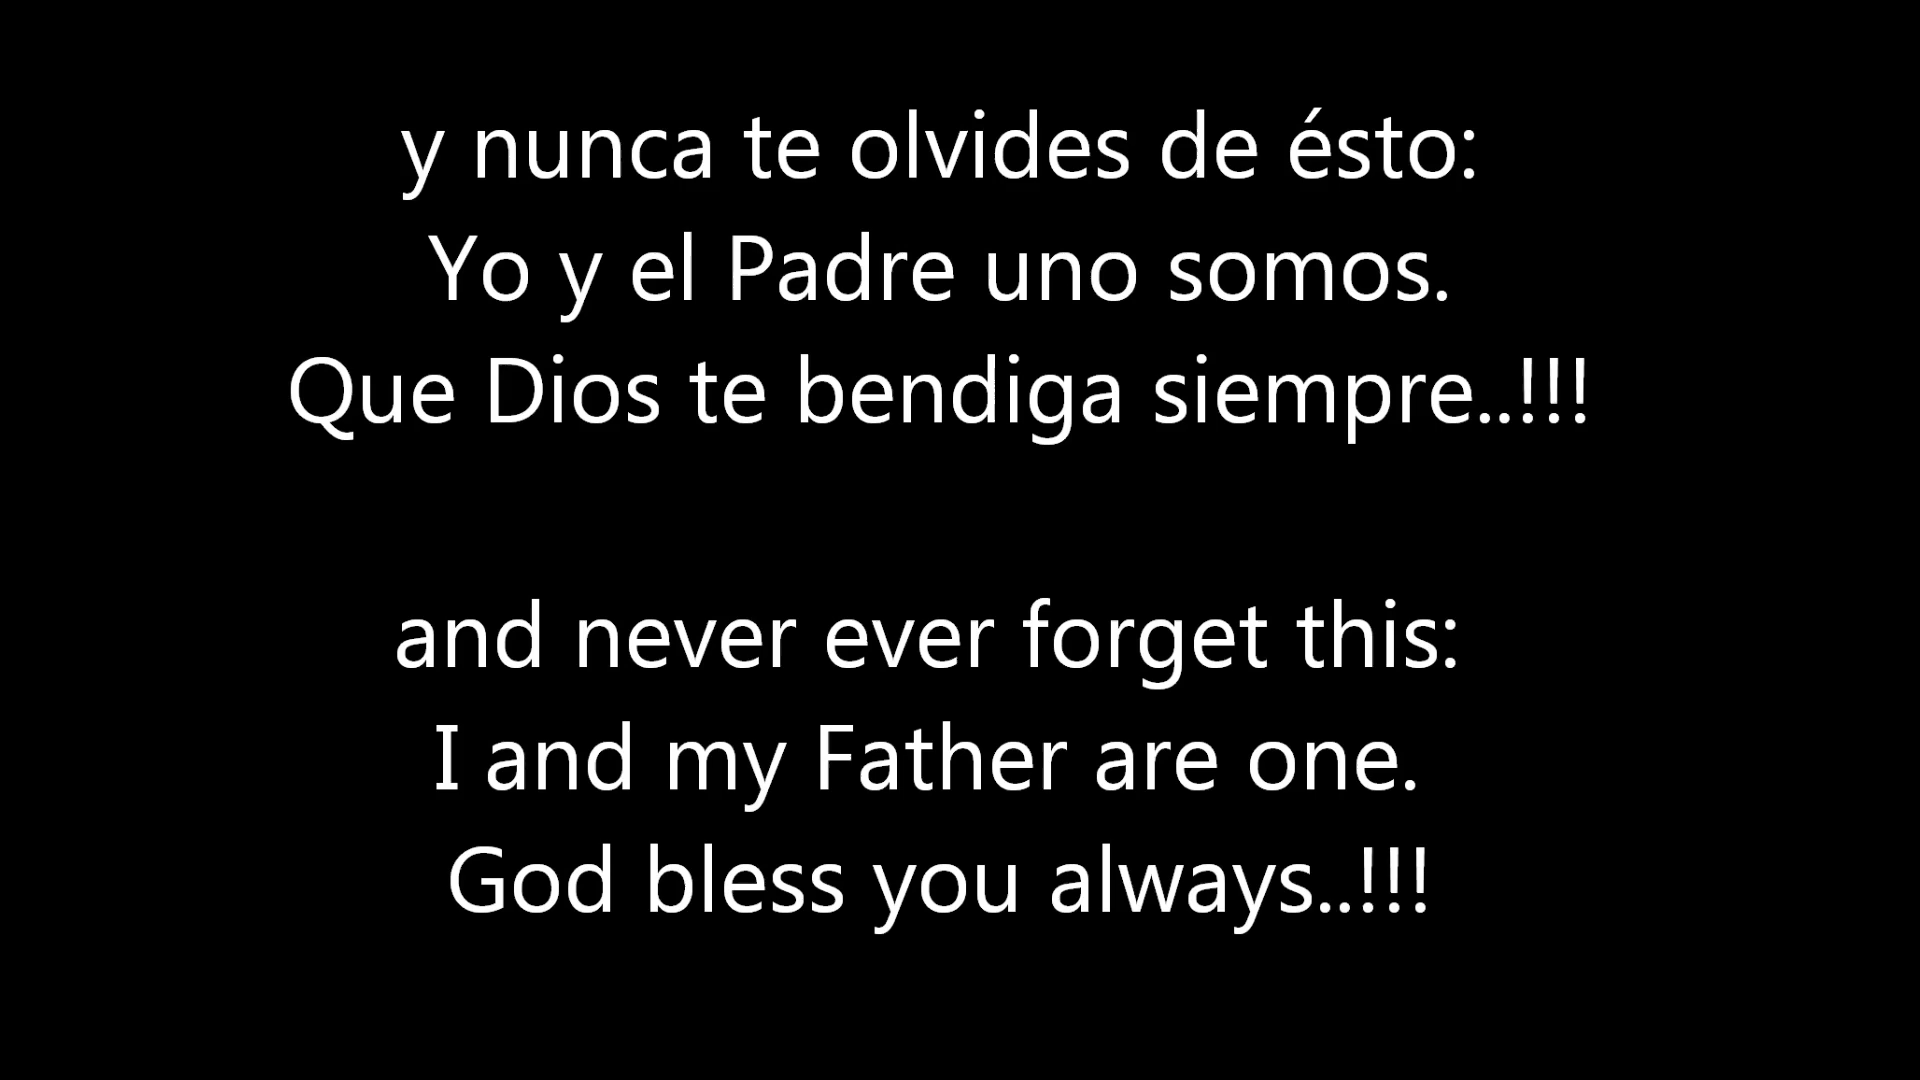 y nunca te olvides de ésto:
Yo y el Padre uno somos.
Que Dios te bendiga siempre..!!!
and never ever forget this:
I and my Father are one.
God bless you always..!!!